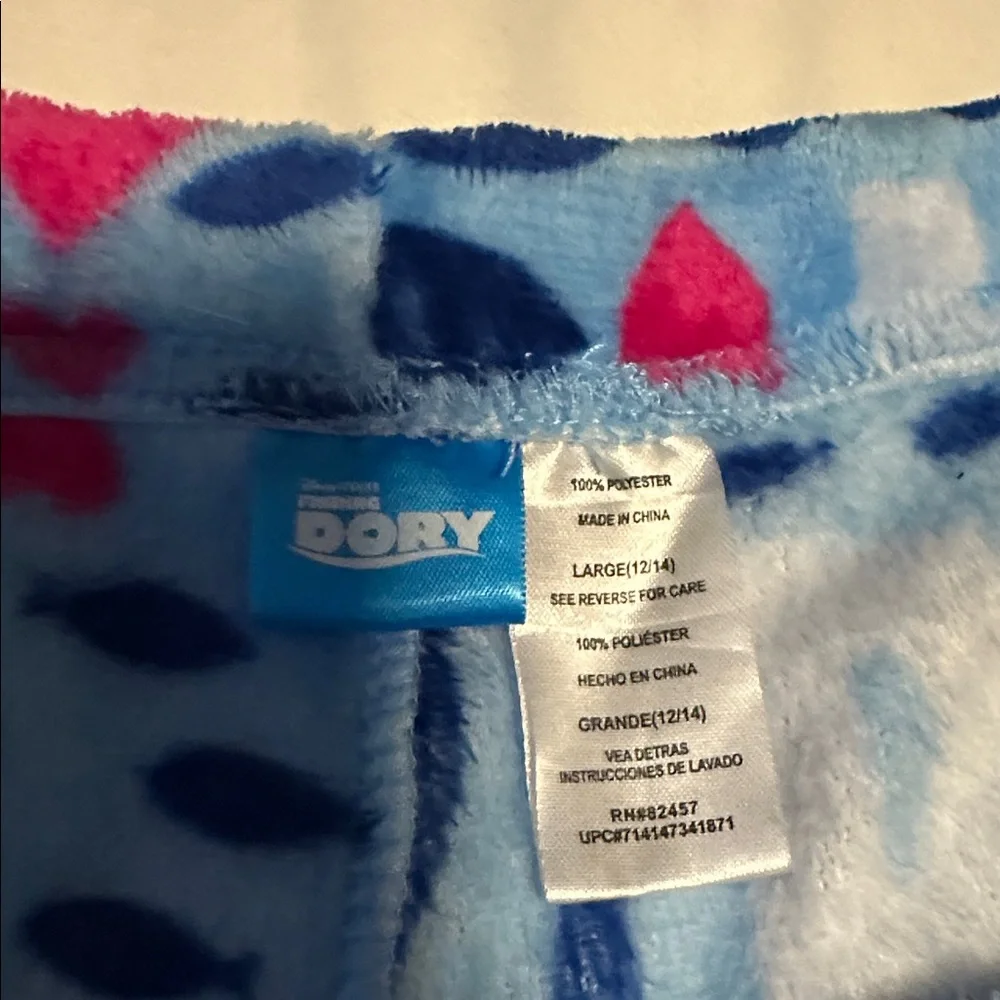 FINDING
DORY
100% POLYESTER
MADE IN CHINA
LARGE(12/14)
SEE REVERSE FOR CARE
100% POLIÉSTER
HECHO EN CHINA
GRANDE(12/14)
VEA DETRAS
INSTRUCCIONES DE LAVADO
RN#82457
UPC#714147341871